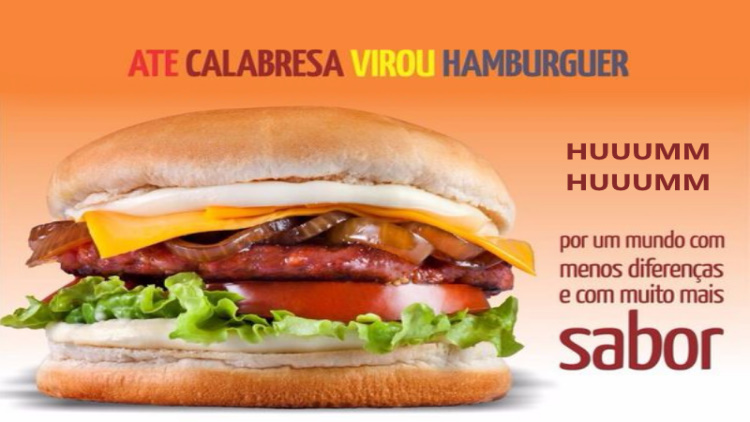 ATE CALABRESA VIROU HAMBURGUER
HUUUMM
HUUUMM
por um mundo com
menos diferenças
e com muito mais
sabor